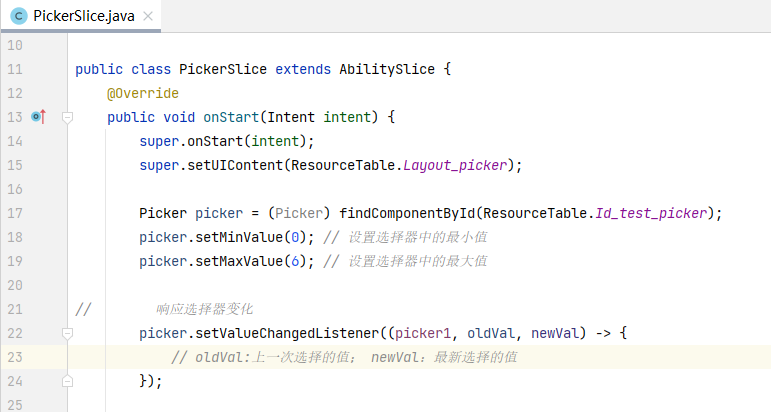 PickerSlice.java
10
11 public class PickerSlice extends AbilitySlice {
12 @Override
13 public void onStart(Intent intent) {
14 super.onStart(intent);
15 super.setUIContent(ResourceTable.Layout_picker);
16
17 Picker picker = (Picker) findComponentById(ResourceTable.Id_test_picker);
18 picker.setMinValue(0); // 设置选择器中的最小值
19 picker.setMaxValue(6); // 设置选择器中的最大值
20
21 // 响应选择器变化
22 picker.setValueChangedListener((picker1, oldVal, newVal) -> {
23 // oldVal:上一次选择的值； newVal：最新选择的值
24 });
25